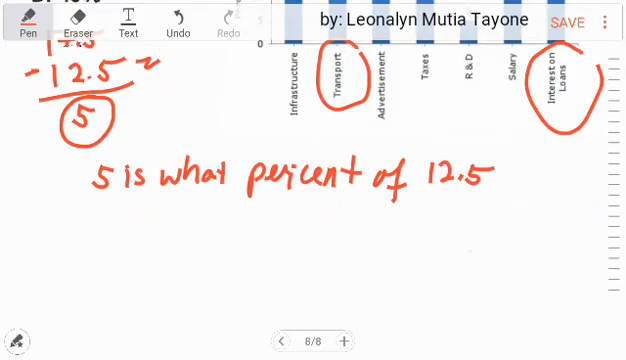 by: Leonalyn Mutia Tayone
SAVE
Pen
Eraser
Text
Undo
Redo
5
0
- 12.5
5
Infrastructure
Transport
Advertisement
Taxes
R & D
Salary
Interest on
Loans
5 is what percent of 12.5
8/8